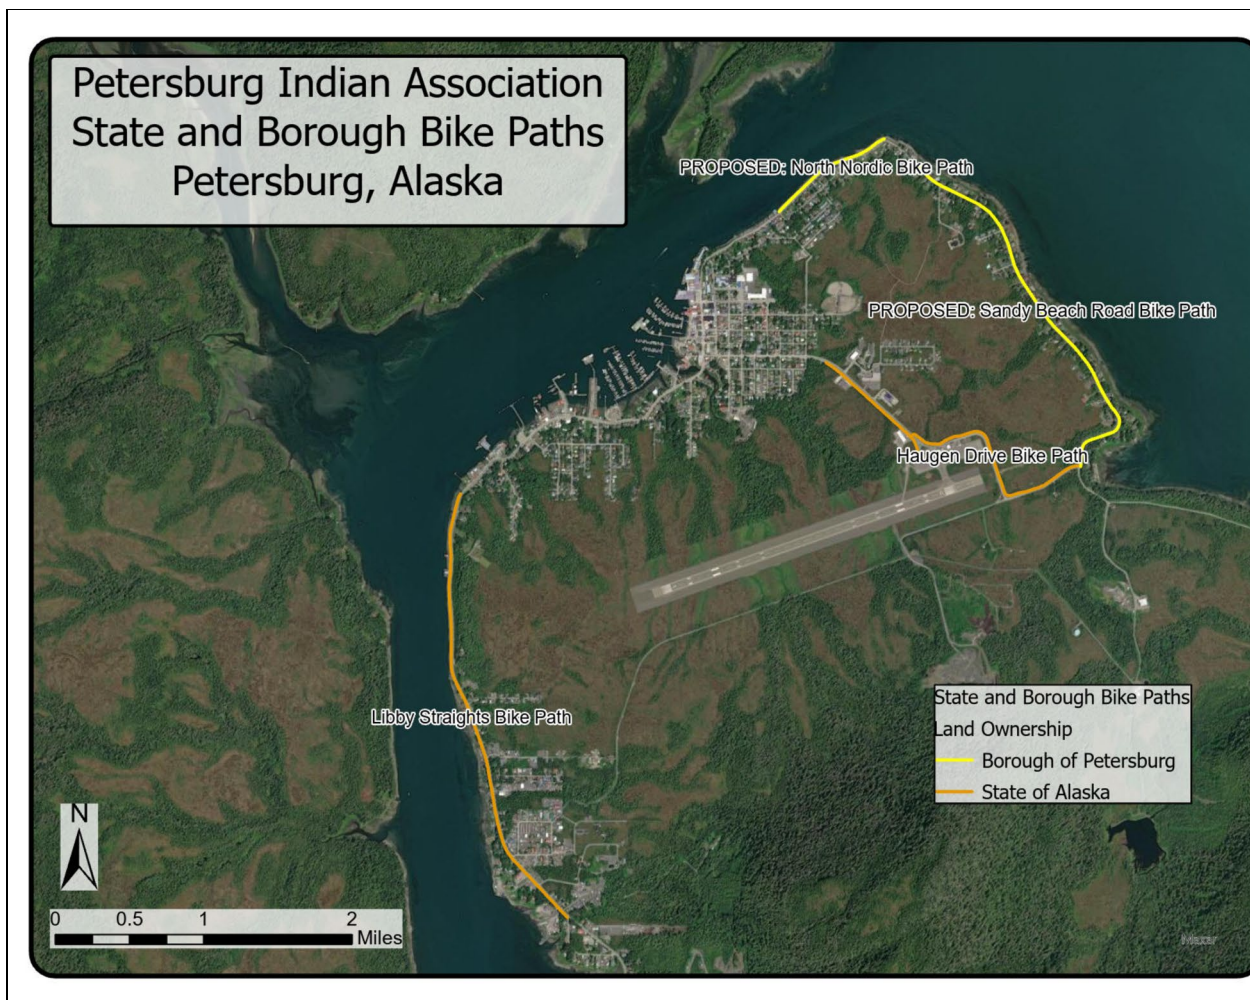 Petersburg Indian Association
State and Borough Bike Paths
Petersburg, Alaska
PROPOSED: North Nordic Bike Path
PROPOSED: Sandy Beach Road Bike Path
Haugen Drive Bike Path
Libby Straights Bike Path
State and Borough Bike Paths
Land Ownership
Borough of Petersburg
State of Alaska
N
0 0.5 1 2
Miles
Maxar